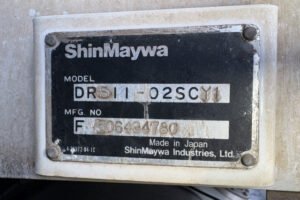 ShinMaywa
MODEL
DR511-02SCY1
MFG NO
F
Made in Japan
ShinMaywa Industries, Ltd.